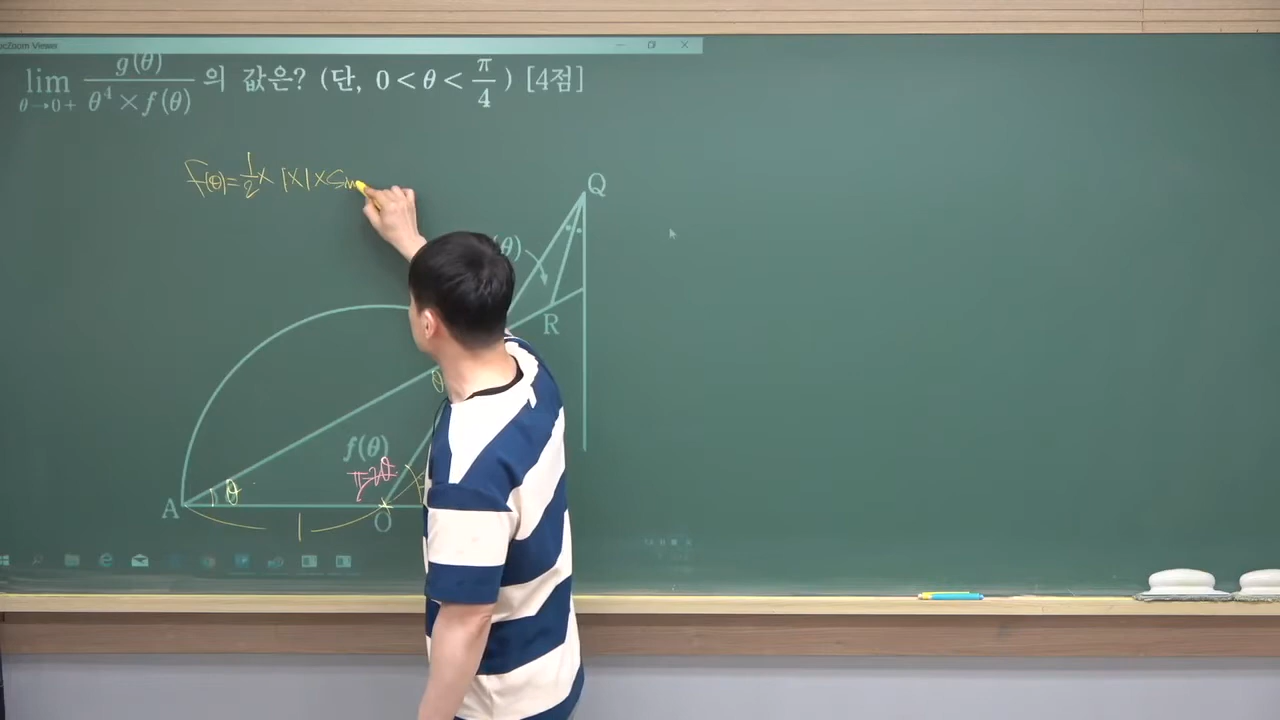 ecZoom Viewer
lim θ→0+ g(θ) / θ⁴ × f(θ) 의 값은? (단, 0 < θ < π/4 ) [4점]
f(θ) = 1/2 × 1 × 1 × sin
Q
(θ)
R
θ
f(θ)
π-2θ
θ
A
O
1